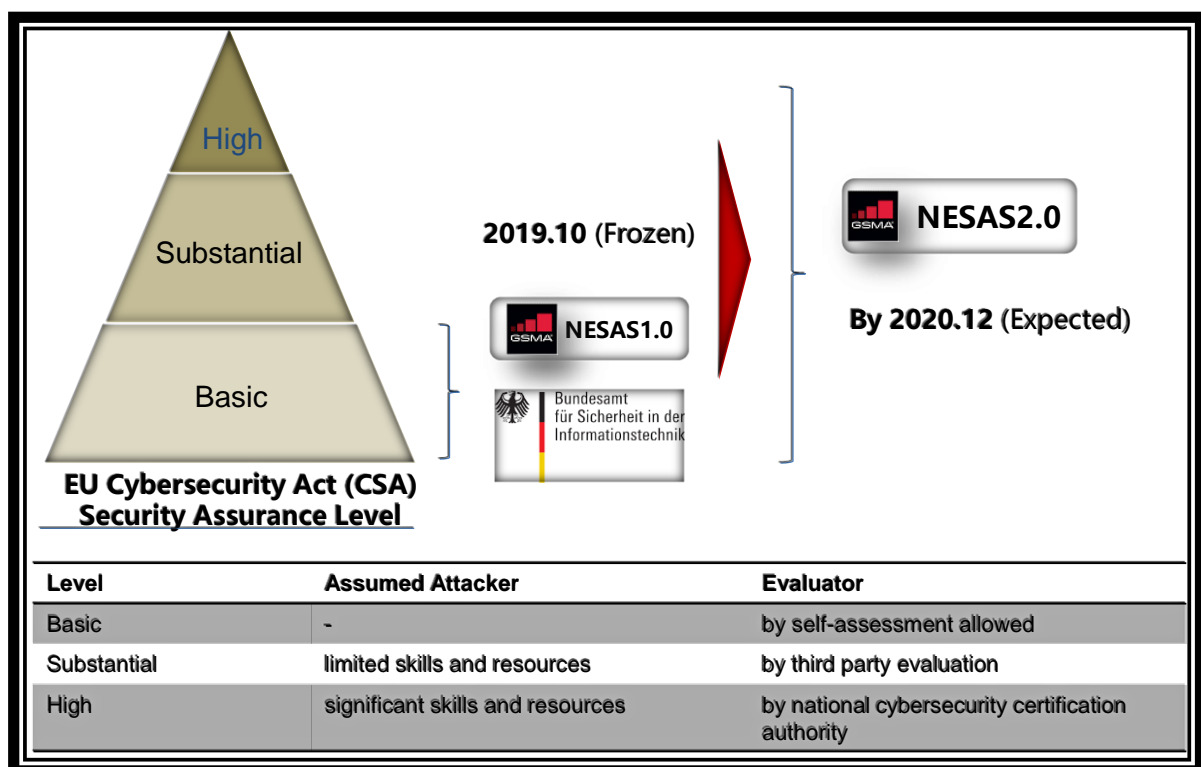 High
Substantial
Basic
EU Cybersecurity Act (CSA)
Security Assurance Level
2019.10 (Frozen)
GSMA NESAS1.0
Bundesamt
für Sicherheit in der
Informationstechnik
GSMA NESAS2.0
By 2020.12 (Expected)
Level Assumed Attacker Evaluator
Basic - by self-assessment allowed
Substantial limited skills and resources by third party evaluation
High significant skills and resources by national cybersecurity certification
authority